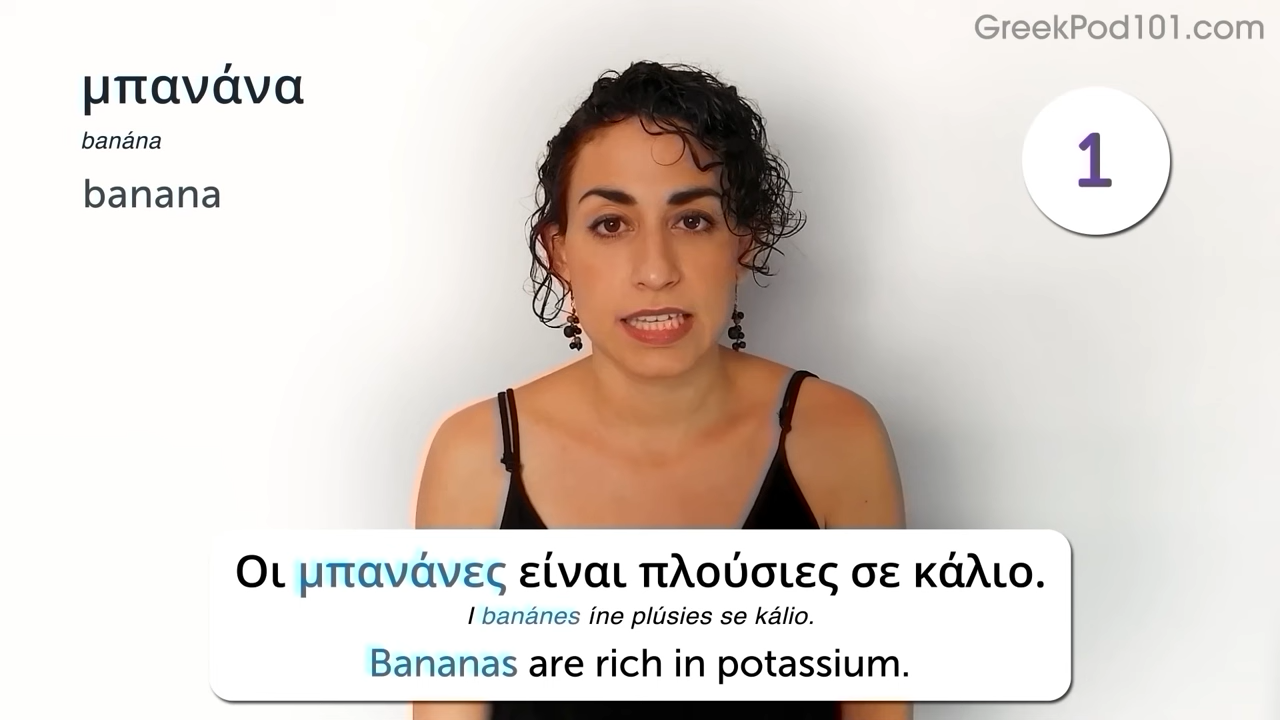 GreekPod101.com
μπανάνα
banána
banana
1
Οι μπανάνες είναι πλούσιες σε κάλιο.
I banánes íne plúsies se kálio.
Bananas are rich in potassium.